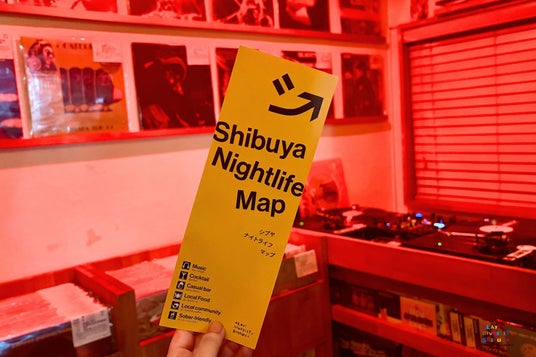 Shibuya
Nightlife
Map
シブヤ
ナイトライフ
マップ
Music
Cocktail
Casual bar
Local Food
Local community
Sober-friendly